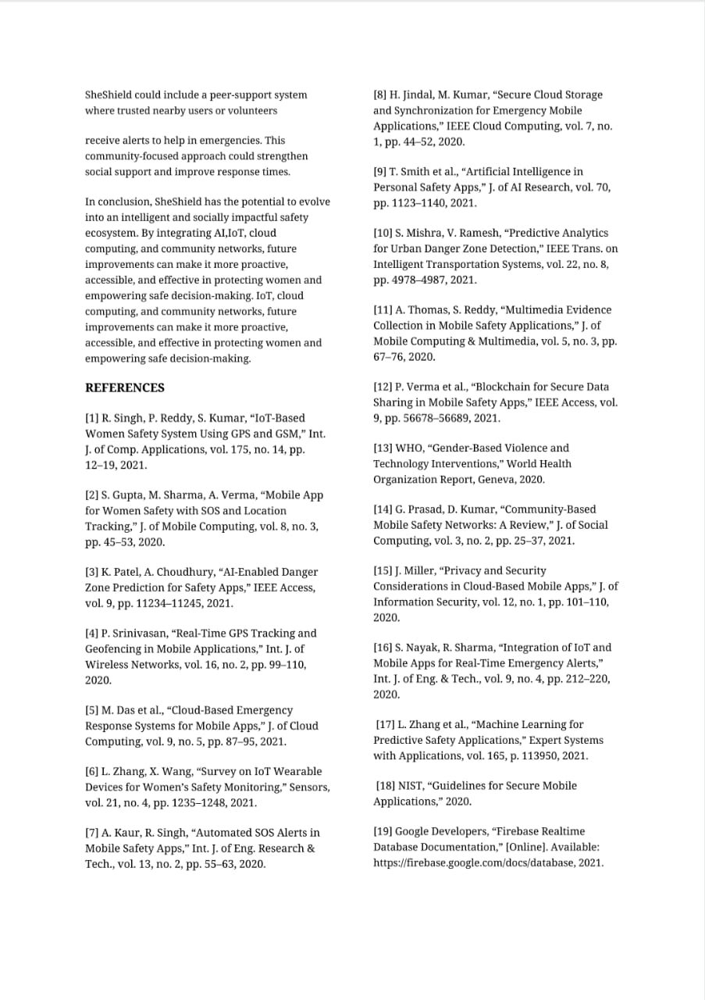 SheShield could include a peer-support system
where trusted nearby users or volunteers
receive alerts to help in emergencies. This
community-focused approach could strengthen
social support and improve response times.
In conclusion, SheShield has the potential to evolve
into an intelligent and socially impactful safety
ecosystem. By integrating AI,IoT, cloud
computing, and community networks, future
improvements can make it more proactive,
accessible, and effective in protecting women and
empowering safe decision-making. IoT, cloud
computing, and community networks, future
improvements can make it more proactive,
accessible, and effective in protecting women and
empowering safe decision-making.
REFERENCES
[1] R. Singh, P. Reddy, S. Kumar, “IoT-Based
Women Safety System Using GPS and GSM,” Int.
J. of Comp. Applications, vol. 175, no. 14, pp.
12–19, 2021.
[2] S. Gupta, M. Sharma, A. Verma, “Mobile App
for Women Safety with SOS and Location
Tracking,” J. of Mobile Computing, vol. 8, no. 3,
pp. 45–53, 2020.
[3] K. Patel, A. Choudhury, “AI-Enabled Danger
Zone Prediction for Safety Apps,” IEEE Access,
vol. 9, pp. 11234–11245, 2021.
[4] P. Srinivasan, “Real-Time GPS Tracking and
Geofencing in Mobile Applications,” Int. J. of
Wireless Networks, vol. 16, no. 2, pp. 99–110,
2020.
[5] M. Das et al., “Cloud-Based Emergency
Response Systems for Mobile Apps,” J. of Cloud
Computing, vol. 9, no. 5, pp. 87–95, 2021.
[6] L. Zhang, X. Wang, “Survey on IoT Wearable
Devices for Women’s Safety Monitoring,” Sensors,
vol. 21, no. 4, pp. 1235–1248, 2021.
[7] A. Kaur, R. Singh, “Automated SOS Alerts in
Mobile Safety Apps,” Int. J. of Eng. Research &
Tech., vol. 13, no. 2, pp. 55–63, 2020.
[8] H. Jindal, M. Kumar, “Secure Cloud Storage
and Synchronization for Emergency Mobile
Applications,” IEEE Cloud Computing, vol. 7, no.
1, pp. 44–52, 2020.
[9] T. Smith et al., “Artificial Intelligence in
Personal Safety Apps,” J. of AI Research, vol. 70,
pp. 1123–1140, 2021.
[10] S. Mishra, V. Ramesh, “Predictive Analytics
for Urban Danger Zone Detection,” IEEE Trans. on
Intelligent Transportation Systems, vol. 22, no. 8,
pp. 4978–4987, 2021.
[11] A. Thomas, S. Reddy, “Multimedia Evidence
Collection in Mobile Safety Applications,” J. of
Mobile Computing & Multimedia, vol. 5, no. 3, pp.
67–76, 2020.
[12] P. Verma et al., “Blockchain for Secure Data
Sharing in Mobile Safety Apps,” IEEE Access, vol.
9, pp. 56678–56689, 2021.
[13] WHO, “Gender-Based Violence and
Technology Interventions,” World Health
Organization Report, Geneva, 2020.
[14] G. Prasad, D. Kumar, “Community-Based
Mobile Safety Networks: A Review,” J. of Social
Computing, vol. 3, no. 2, pp. 25–37, 2021.
[15] J. Miller, “Privacy and Security
Considerations in Cloud-Based Mobile Apps,” J. of
Information Security, vol. 12, no. 1, pp. 101–110,
2020.
[16] S. Nayak, R. Sharma, “Integration of IoT and
Mobile Apps for Real-Time Emergency Alerts,”
Int. J. of Eng. & Tech., vol. 9, no. 4, pp. 212–220,
2020.
[17] L. Zhang et al., “Machine Learning for
Predictive Safety Applications,” Expert Systems
with Applications, vol. 165, p. 113950, 2021.
[18] NIST, “Guidelines for Secure Mobile
Applications,” 2020.
[19] Google Developers, “Firebase Realtime
Database Documentation,” [Online]. Available:
https://firebase.google.com/docs/database, 2021.